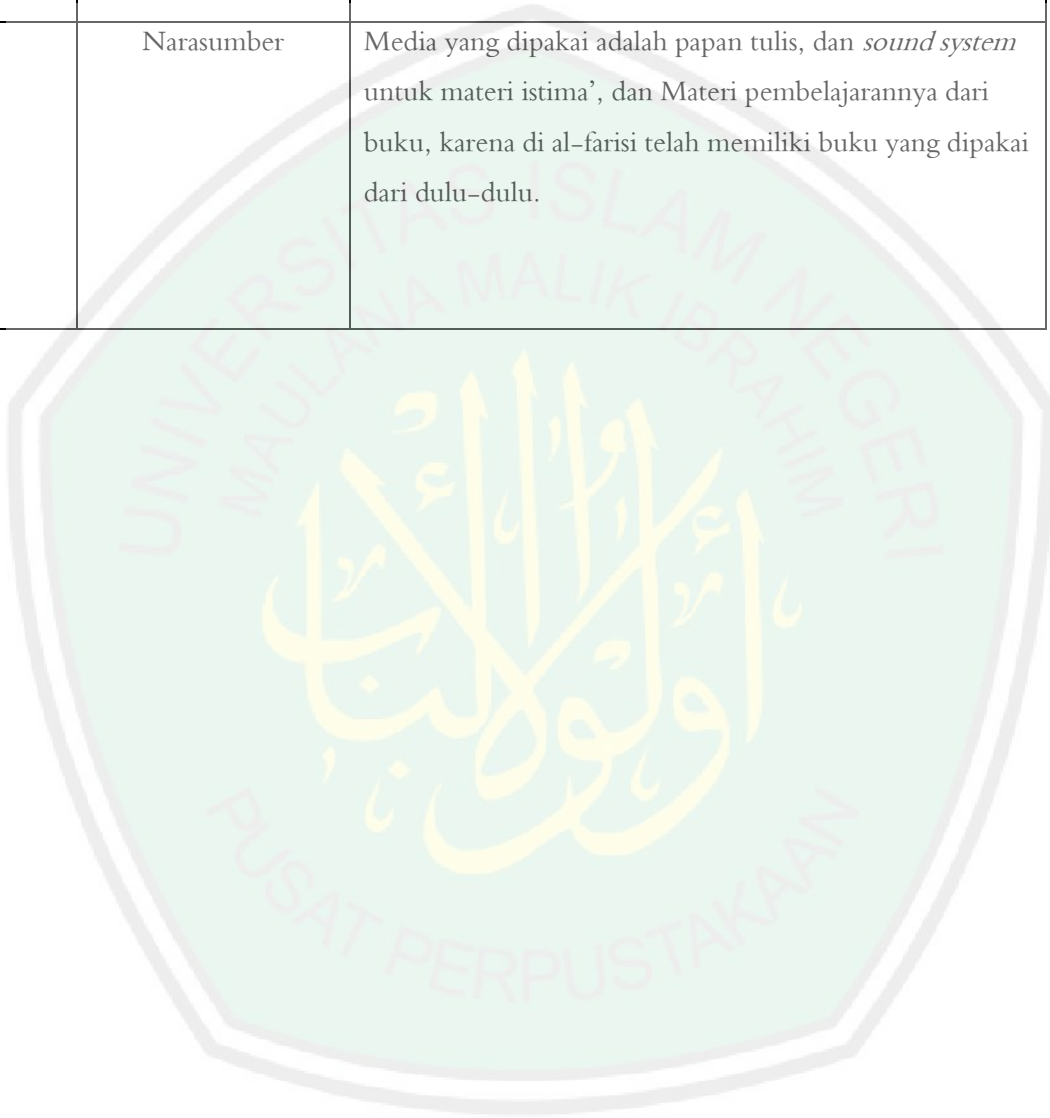 Narasumber
Media yang dipakai adalah papan tulis, dan sound system
untuk materi istima’, dan Materi pembelajarannya dari
buku, karena di al-farisi telah memiliki buku yang dipakai
dari dulu-dulu.
UNIVERSITAS ISLAM NEGERI
MAULANA MALIK IBRAHIM
أولوا الألباب
PUSAT PERPUSTAKAAN